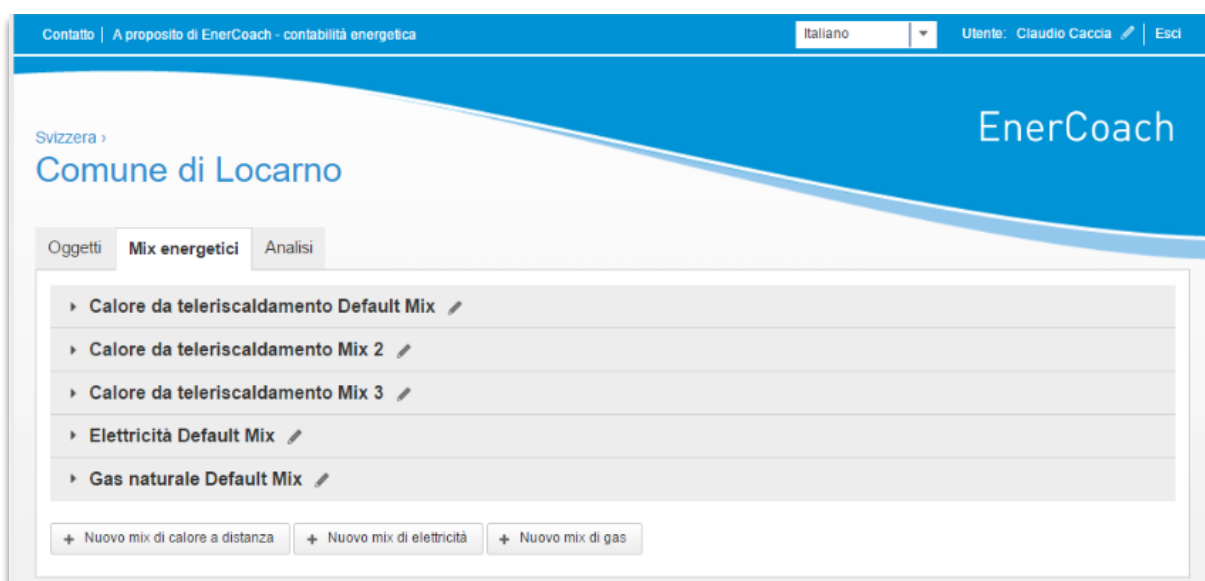 Contatto | A proposito di EnerCoach - contabilità energetica Italiano Utente: Claudio Caccia | Esci
EnerCoach
Svizzera ›
Comune di Locarno
Oggetti Mix energetici Analisi
Calore da teleriscaldamento Default Mix
Calore da teleriscaldamento Mix 2
Calore da teleriscaldamento Mix 3
Elettricità Default Mix
Gas naturale Default Mix
+ Nuovo mix di calore a distanza + Nuovo mix di elettricità + Nuovo mix di gas